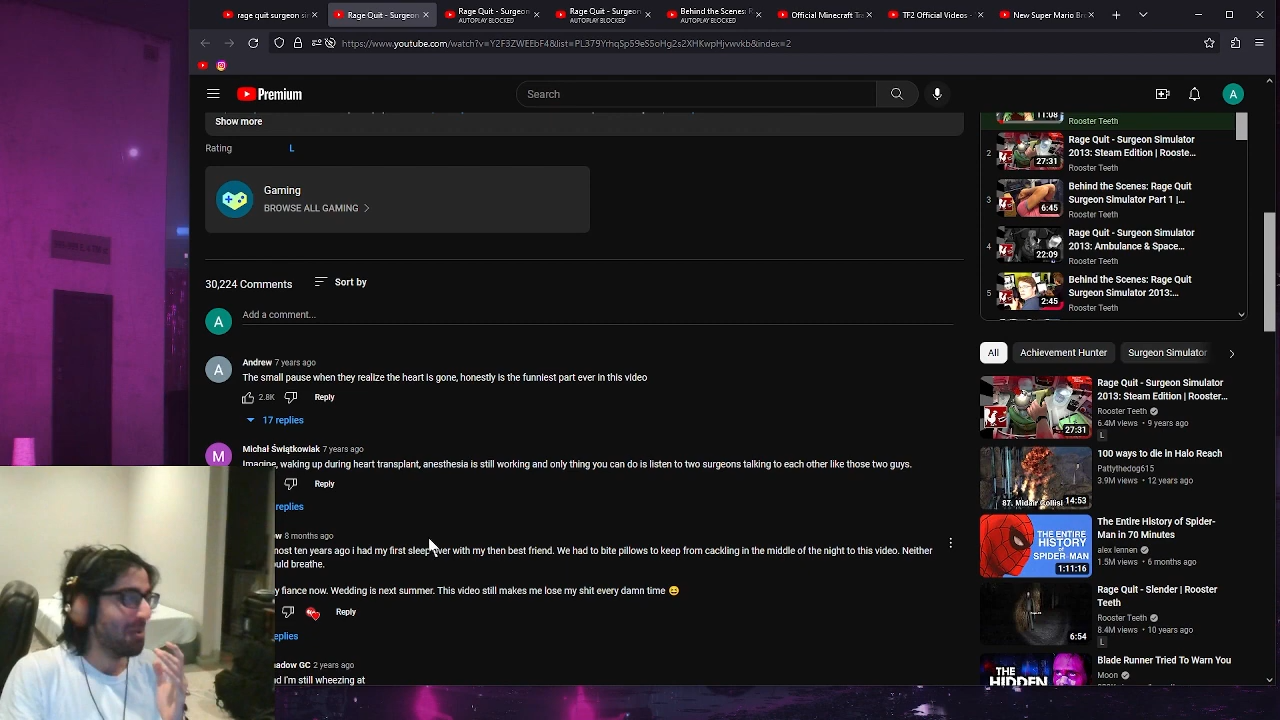 rage quit surgeon si
Rage Quit - Surgeon
Rage Quit - Surgeon
AUTOPLAY BLOCKED
Rage Quit - Surgeon
AUTOPLAY BLOCKED
Behind the Scenes: R
AUTOPLAY BLOCKED
Official Minecraft Tra
TF2 Official Videos -
New Super Mario Bro
https://www.youtube.com/watch?v=Y2F3ZWEEbF4&list=PL379YrhqSp59eS5oHg2s2XHKwpHjvwvkb&index=2
Premium
Search
A
Show more
Rating
L
Gaming
BROWSE ALL GAMING
30,224 Comments
Sort by
A
Add a comment...
A
Andrew 7 years ago
The small pause when they realize the heart is gone, honestly is the funniest part ever in this video
2.8K
Reply
17 replies
M
Michał Świątkowiak 7 years ago
Imagine, waking up during heart transplant, anesthesia is still working and only thing you can do is listen to two surgeons talking to each other like those two guys.
Reply
replies
8 months ago
most ten years ago i had my first sleep over with my then best friend. We had to bite pillows to keep from cackling in the middle of the night to this video. Neither
uld breathe.
y fiance now. Wedding is next summer. This video still makes me lose my shit every damn time 😆
Reply
replies
adow GC 2 years ago
d I'm still wheezing at
11:08
Rooster Teeth
2
27:31
Rage Quit - Surgeon Simulator
2013: Steam Edition | Rooste...
Rooster Teeth
3
6:45
Behind the Scenes: Rage Quit
Surgeon Simulator Part 1 |...
Rooster Teeth
4
22:09
Rage Quit - Surgeon Simulator
2013: Ambulance & Space...
Rooster Teeth
5
2:45
Behind the Scenes: Rage Quit
Surgeon Simulator 2013:...
Rooster Teeth
All
Achievement Hunter
Surgeon Simulator
27:31
Rage Quit - Surgeon Simulator
2013: Steam Edition | Rooster...
Rooster Teeth
6.4M views • 9 years ago
L
87. Midair Collisi
14:53
100 ways to die in Halo Reach
Pattythedog615
3.9M views • 12 years ago
THE ENTIRE
HISTORY
OF SPIDER-MAN
1:11:16
The Entire History of Spider-
Man in 70 Minutes
alex lennen
1.5M views • 6 months ago
6:54
Rage Quit - Slender | Rooster
Teeth
Rooster Teeth
8.4M views • 10 years ago
L
THE
HIDDEN
Blade Runner Tried To Warn You
Moon